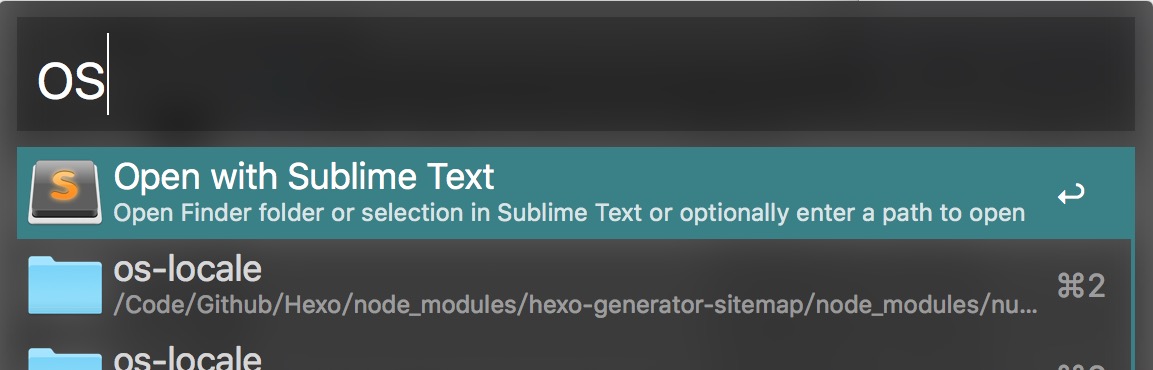 os
Open with Sublime Text
Open Finder folder or selection in Sublime Text or optionally enter a path to open
os-locale
/Code/Github/Hexo/node_modules/hexo-generator-sitemap/node_modules/nu... ⌘2
os-locale